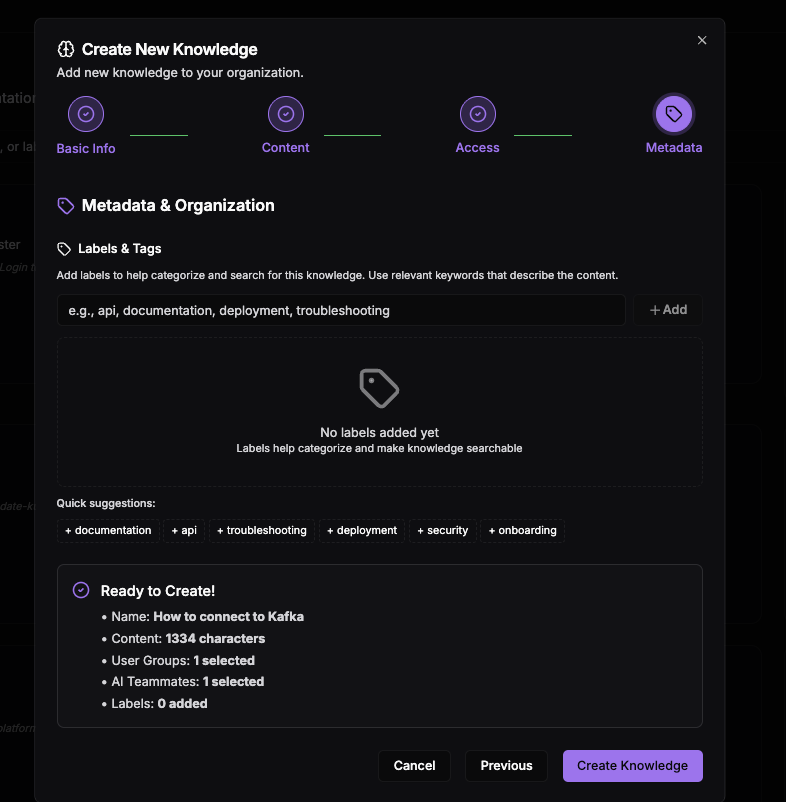 Create New Knowledge
Add new knowledge to your organization.
Basic Info
Content
Access
Metadata
Metadata & Organization
Labels & Tags
Add labels to help categorize and search for this knowledge. Use relevant keywords that describe the content.
e.g., api, documentation, deployment, troubleshooting
+ Add
No labels added yet
Labels help categorize and make knowledge searchable
Quick suggestions:
+ documentation + api + troubleshooting + deployment + security + onboarding
Ready to Create!
• Name: How to connect to Kafka
• Content: 1334 characters
• User Groups: 1 selected
• AI Teammates: 1 selected
• Labels: 0 added
Cancel
Previous
Create Knowledge